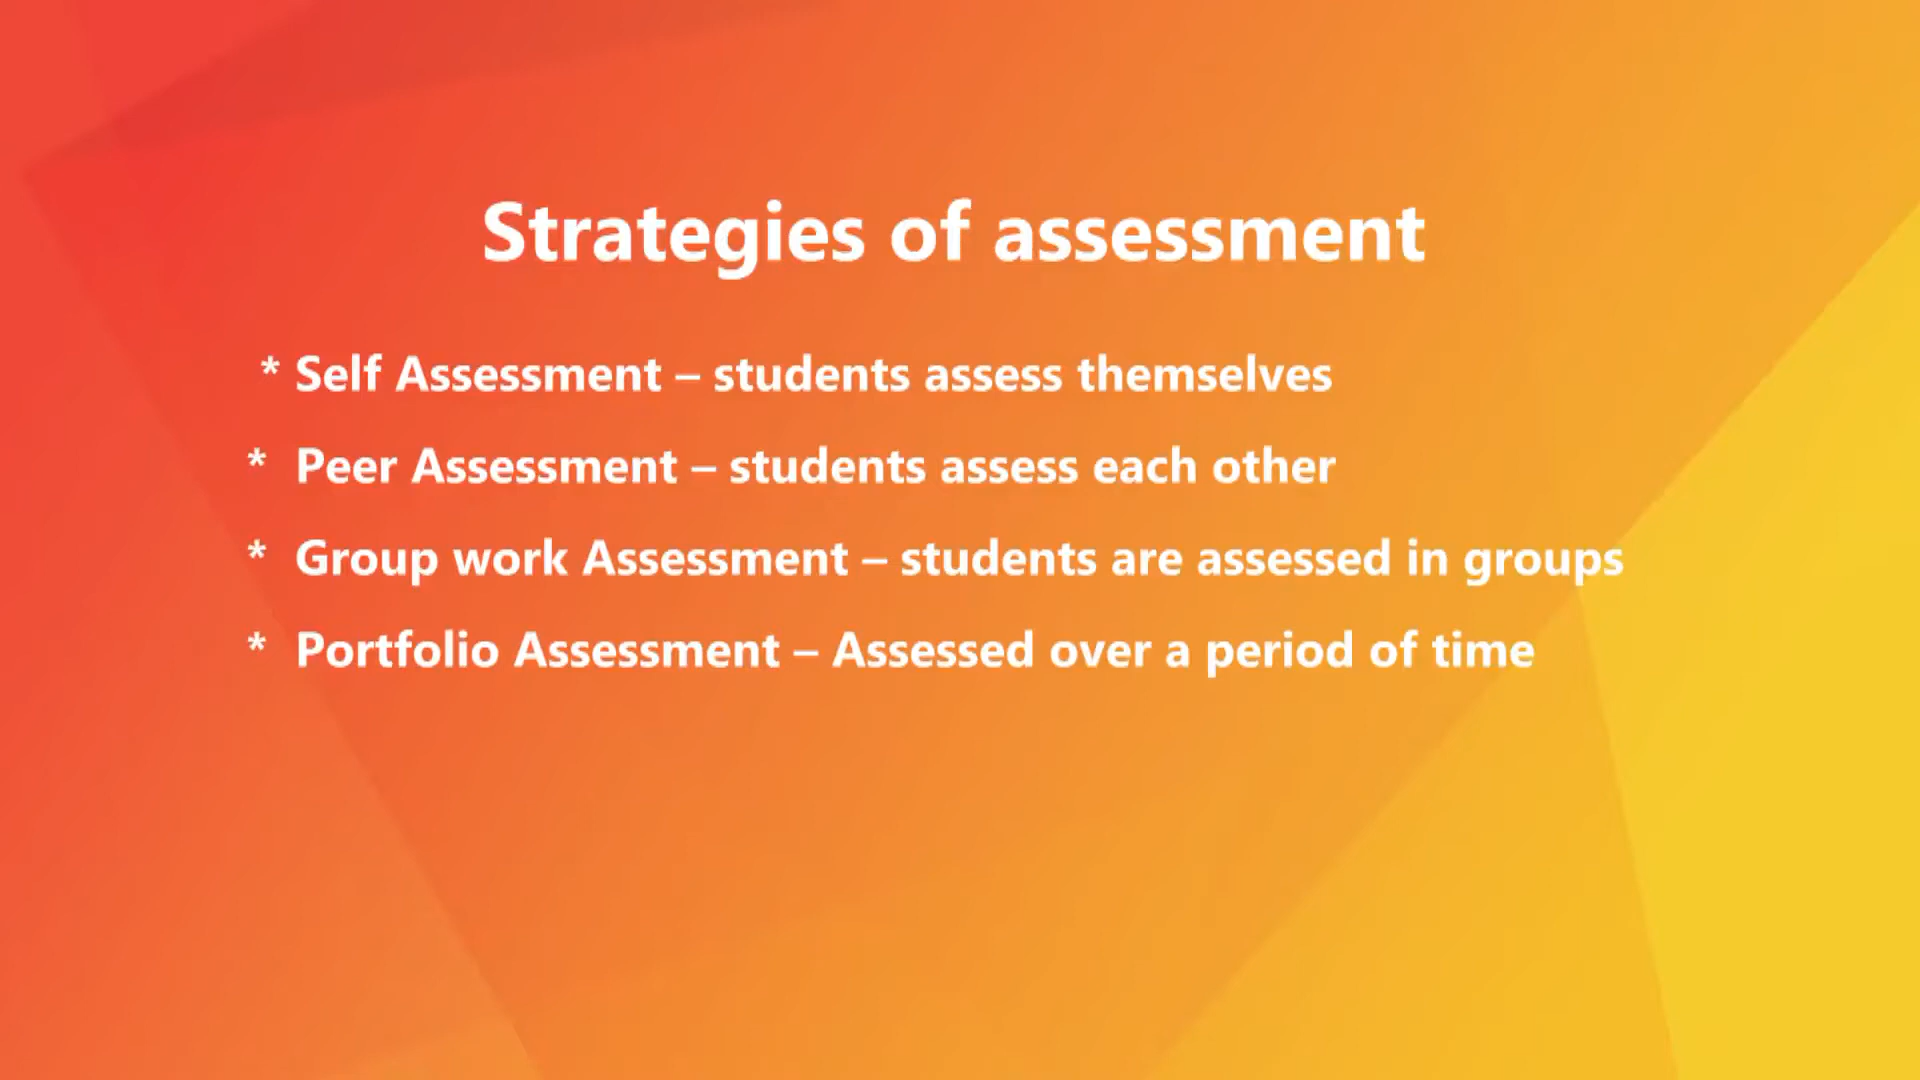 Strategies of assessment
* Self Assessment – students assess themselves
* Peer Assessment – students assess each other
* Group work Assessment – students are assessed in groups
* Portfolio Assessment – Assessed over a period of time